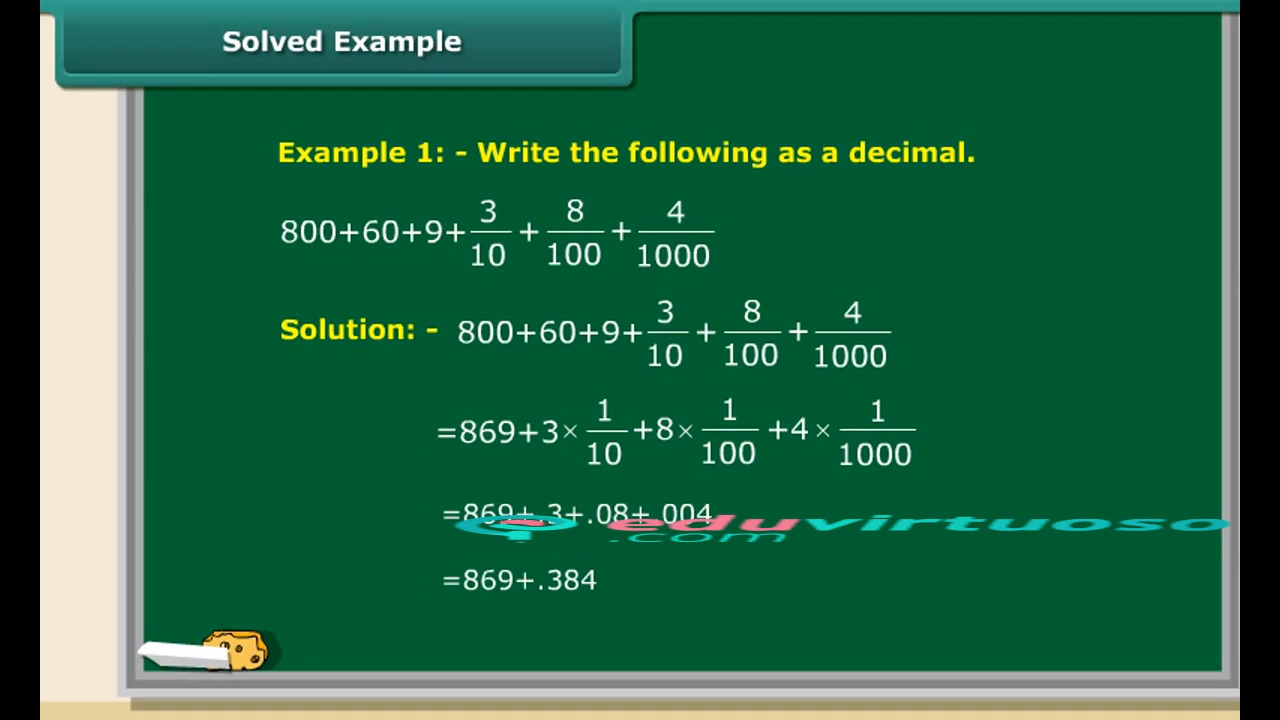 Solved Example
Example 1: - Write the following as a decimal.
800+60+9+3/10+8/100+4/1000
Solution: - 800+60+9+3/10+8/100+4/1000
=869+3×1/10+8×1/100+4×1/1000
=869+.3+.08+.004
eduvirtuoso
.com
=869+.384